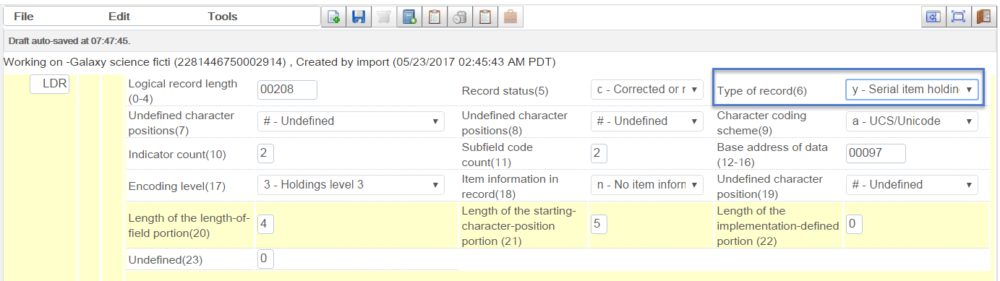 File Edit Tools
Draft auto-saved at 07:47:45.
Working on -Galaxy science ficti (2281446750002914) , Created by import (05/23/2017 02:45:43 AM PDT)
LDR
Logical record length
(0-4)
00208
Record status(5)
c - Corrected or r
Type of record(6)
y - Serial item holdin
Undefined character
positions(7)
# - Undefined
Undefined character
positions(8)
# - Undefined
Character coding
scheme(9)
a - UCS/Unicode
Indicator count(10)
2
Subfield code
count(11)
2
Base address of data
(12-16)
00097
Encoding level(17)
3 - Holdings level 3
Item information in
record(18)
n - No item inforn
Undefined character
position(19)
# - Undefined
Length of the length-of-
field portion(20)
4
Length of the starting-
character-position
portion (21)
5
Length of the
implementation-defined
portion (22)
0
Undefined(23)
0